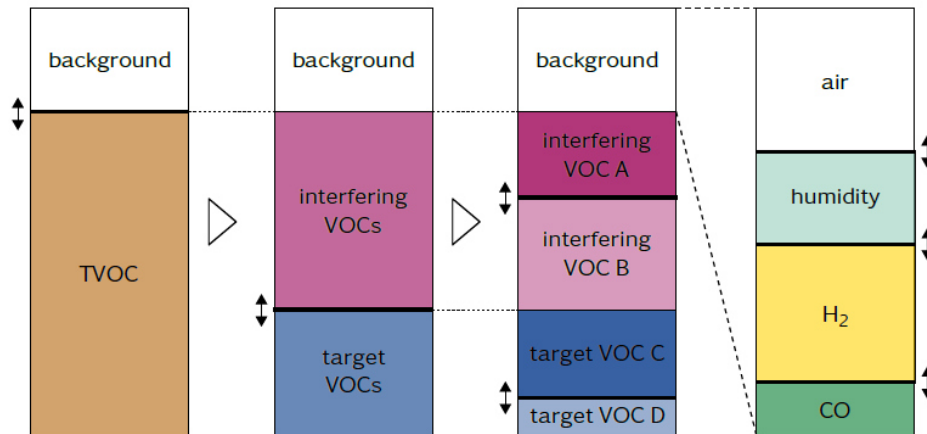 background
TVOC
background
interfering
VOCs
target
VOCs
background
interfering
VOC A
interfering
VOC B
target VOC C
target VOC D
air
humidity
H₂
CO